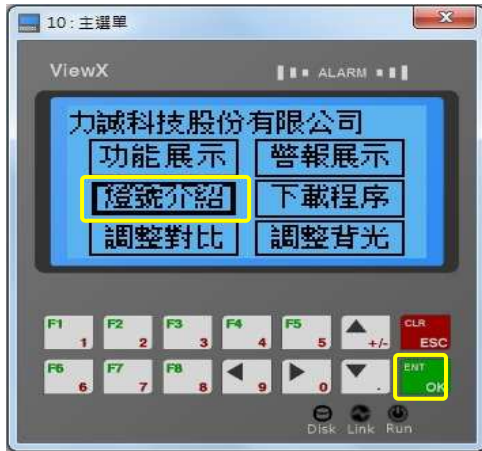 10 : 主選單
ViewX ALARM
力誠科技股份有限公司
功能展示 警報展示
燈號介紹 下載程序
調整對比 調整背光
F1 1 F2 2 F3 3 F4 4 F5 5 +/- CLR ESC
F6 6 F7 7 F8 8 9 0 . ENT OK
Disk Link Run